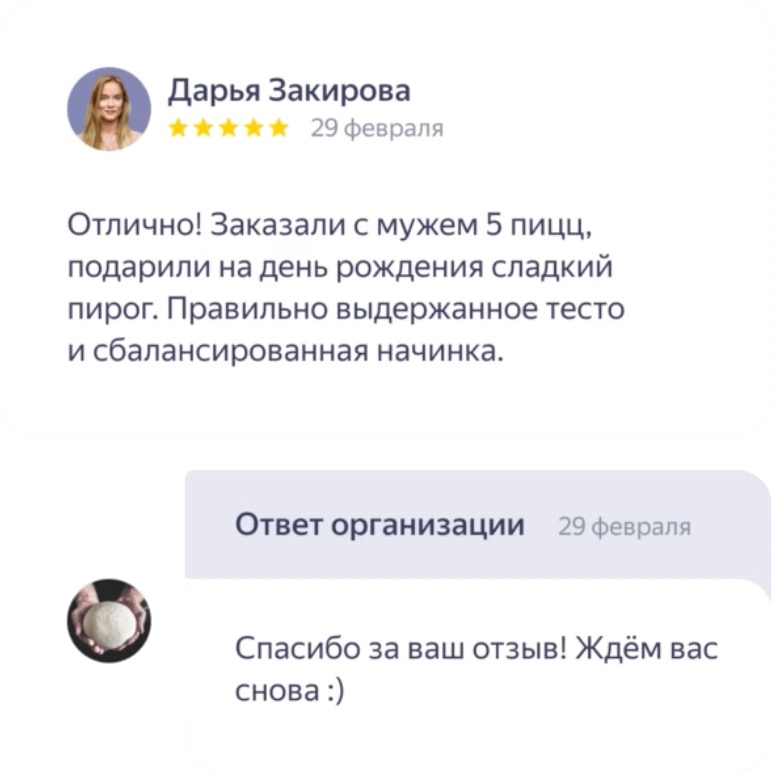 Дарья Закирова
29 февраля
Отлично! Заказали с мужем 5 пицц,
подарили на день рождения сладкий
пирог. Правильно выдержанное тесто
и сбалансированная начинка.
Ответ организации 29 февраля
Спасибо за ваш отзыв! Ждём вас
снова :)